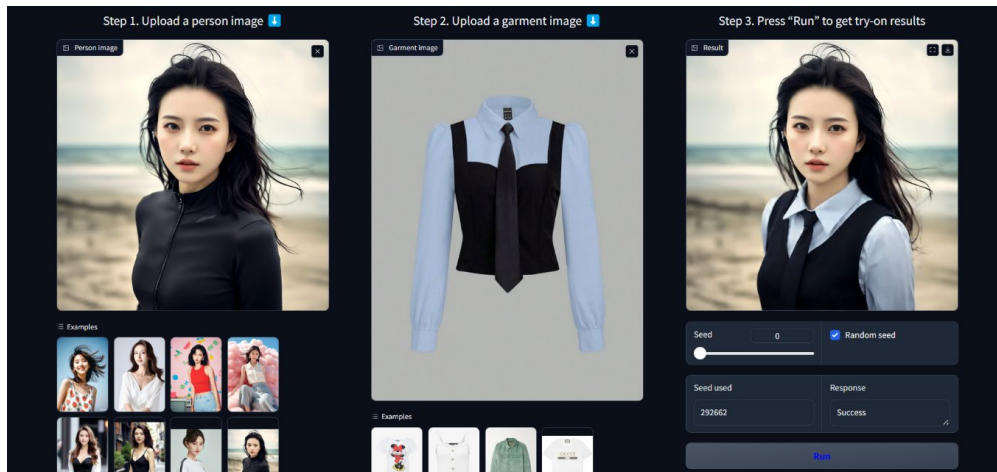 Step 1. Upload a person image ⬇️
Step 2. Upload a garment image ⬇️
Step 3. Press “Run” to get try-on results
Person image
Garment image
Result
Examples
Examples
Seed
0
Random seed
Seed used
292662
Response
Success
Run
GUCCI